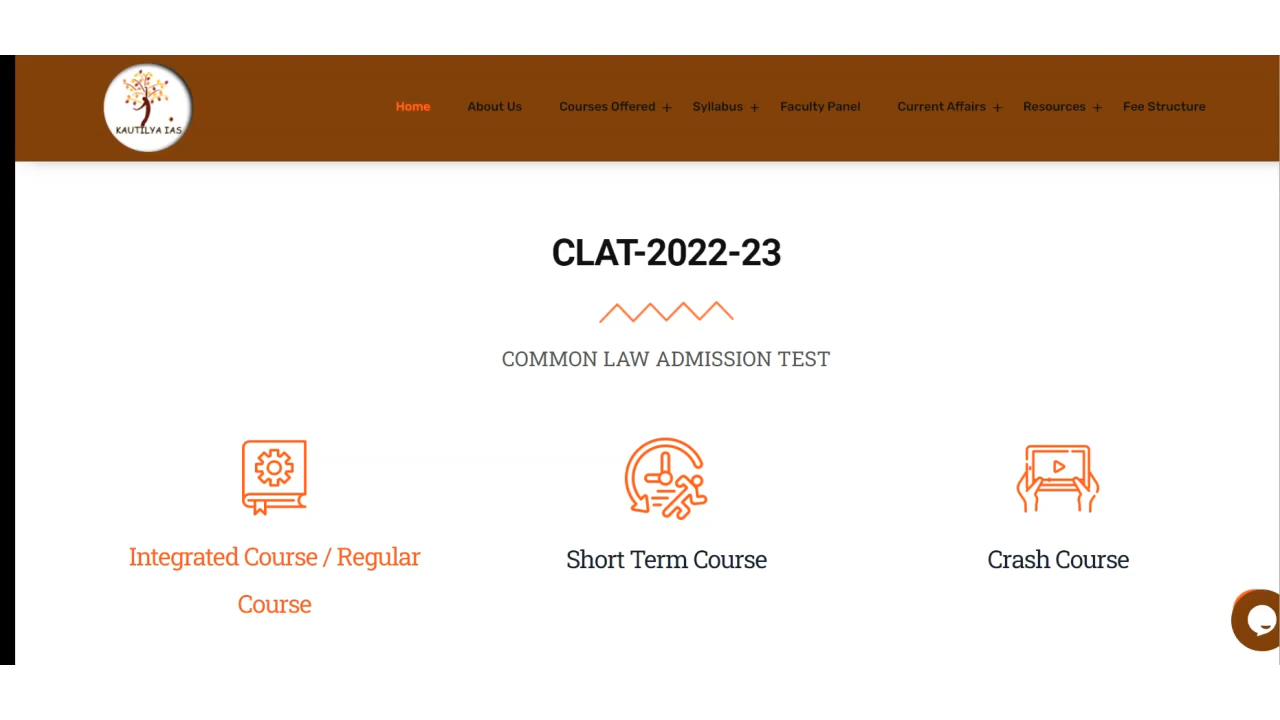 KAUTILYA IAS
Home About Us Courses Offered + Syllabus + Faculty Panel Current Affairs + Resources + Fee Structure
CLAT-2022-23
COMMON LAW ADMISSION TEST
Integrated Course / Regular
Course
Short Term Course
Crash Course